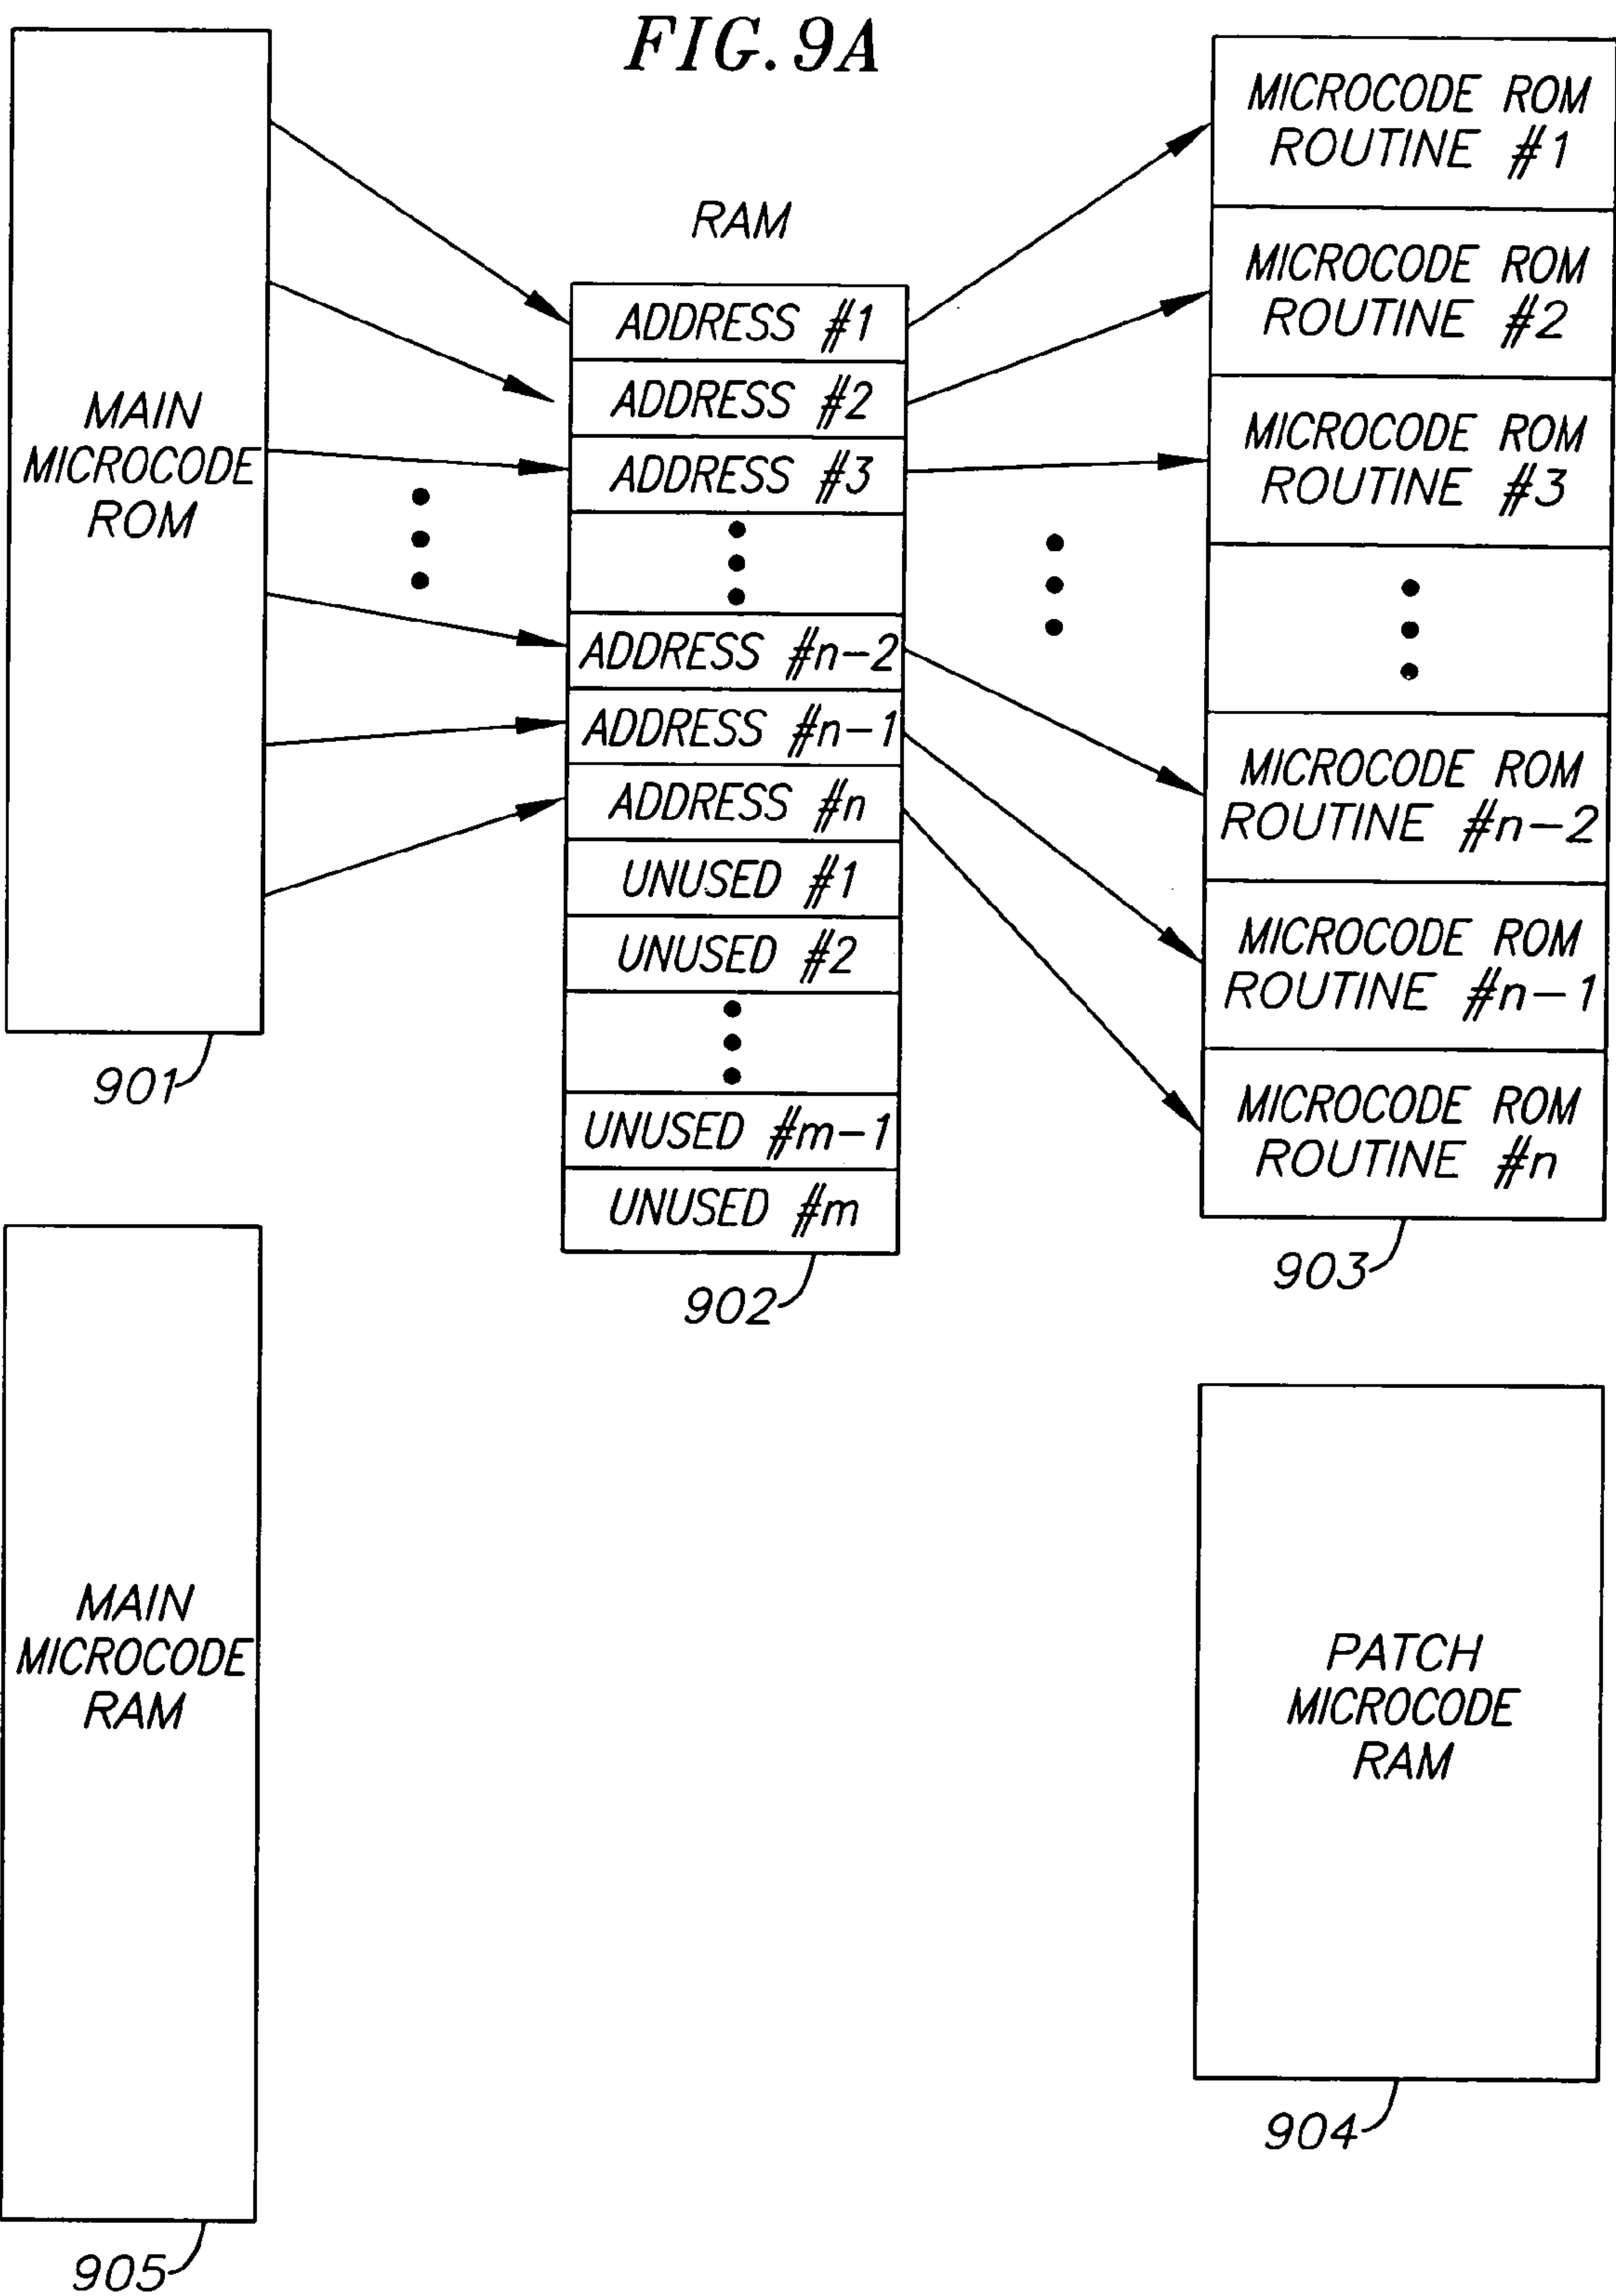 FIG. 9A
MAIN
MICROCODE
ROM
901
RAM
ADDRESS #1
ADDRESS #2
ADDRESS #3
ADDRESS #n-2
ADDRESS #n-1
ADDRESS #n
UNUSED #1
UNUSED #2
UNUSED #m-1
UNUSED #m
902
MICROCODE ROM
ROUTINE #1
MICROCODE ROM
ROUTINE #2
MICROCODE ROM
ROUTINE #3
MICROCODE ROM
ROUTINE #n-2
MICROCODE ROM
ROUTINE #n-1
MICROCODE ROM
ROUTINE #n
903
MAIN
MICROCODE
RAM
905
PATCH
MICROCODE
RAM
904